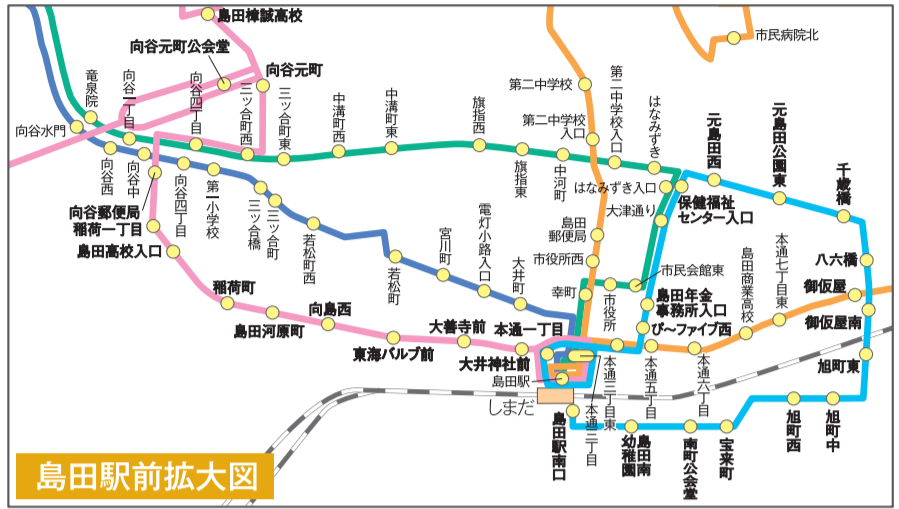 島田樟誠高校
向谷元町公会堂
向谷元町
市民病院北
竜泉院
向谷一丁目
向谷四丁目
三ツ合町西
三ツ合町東
中溝町西
中溝町東
旗指西
第二中学校
第二中学校
入口
第二中学校入口
はなみずき
元島田西
元島田公園東
千歳橋
向谷水門
向谷西
向谷中
向谷四丁目
第一小学校
三ツ合橋
三ツ合町
若松町西
旗指東
中河町
はなみずき入口
保健福祉
センター入口
大津通り
向谷郵便局
稲荷一丁目
島田高校入口
稲荷町
島田河原町
向島西
東海パルプ前
大善寺前
本通一丁目
大井神社前
若松町
宮川町
電灯小路入口
大井町
島田
郵便局
市役所西
幸町
市役所
市民会館東
島田年金
事務所入口
び〜ファイブ西
島田商業高校
本通七丁目東
八六橋
御仮屋
御仮屋南
旭町東
島田駅
しまだ
本通三丁目
本通三丁目東
本通五丁目
本通六丁目
島田駅南口
島田南
幼稚園
南町公会堂
宝来町
旭町西
旭町中
島田駅前拡大図